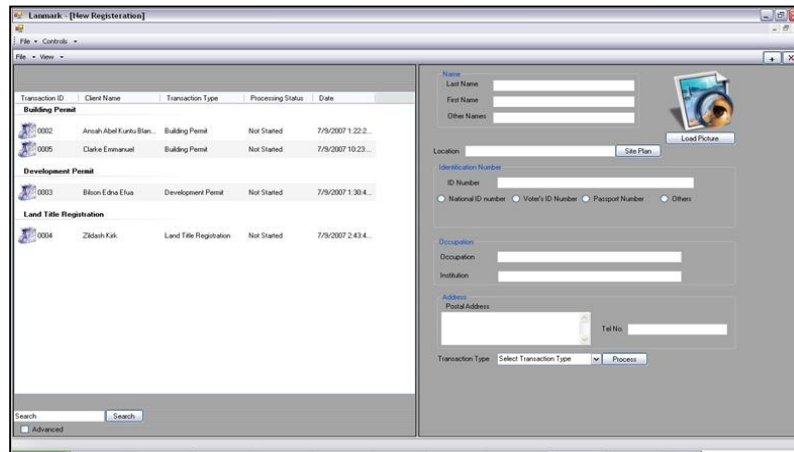 Lanmark - [New Registeration]
File Controls
File View
Transaction ID Client Name Transaction Type Processing Status Date
Building Permit
0002 Ansah Abel Kuntu Blan... Building Permit Not Started 7/9/2007 1:22:2...
0005 Clarke Emmanuel Building Permit Not Started 7/9/2007 10:23:...
Development Permit
0003 Bilson Edna Efua Development Permit Not Started 7/9/2007 1:30:4...
Land Title Registration
0004 Zildash Kirk Land Title Registration Not Started 7/9/2007 2:43:4...
Search Search
Advanced
Name
Last Name
First Name
Other Names
Load Picture
Location Site Plan
Identification Number
ID Number
National ID number Voter's ID Number Passport Number Others
Occupation
Occupation
Institution
Address
Postal Address
Tel No
Transaction Type Select Transaction Type Process